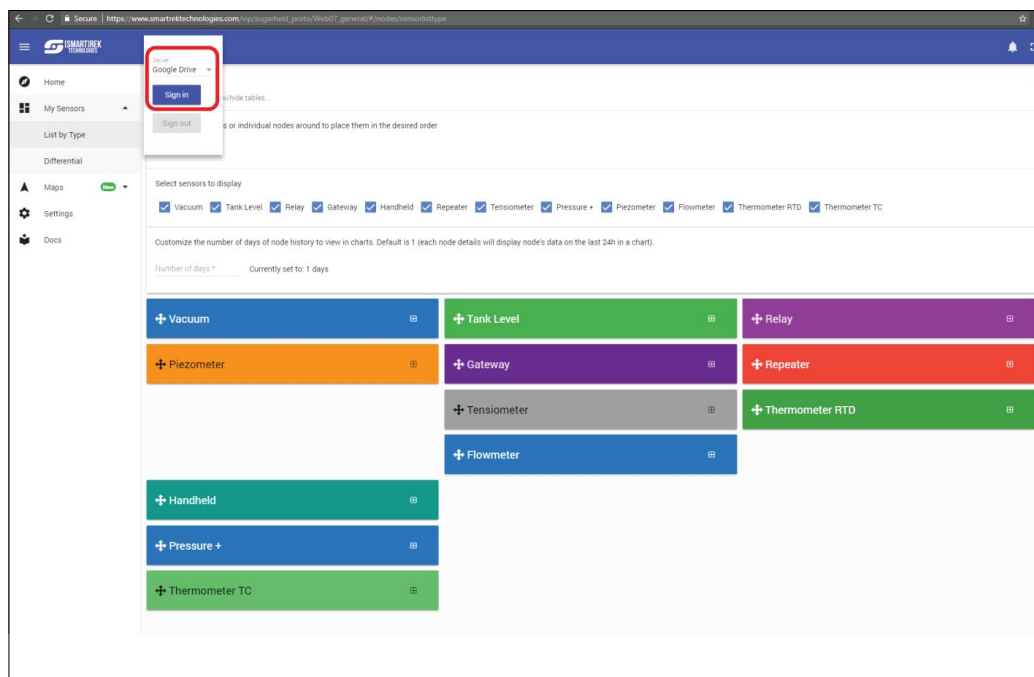 Secure | https://www.smartrektechnologies.com/vip/sugarheld_proto/Web07_general/#/nodes/sensorlisttype
ISMARTREK
TECHNOLOGIES
Server
Google Drive
Sign in
Sign out
Home
My Sensors
List by Type
Differential
Maps
Settings
Docs
w/hide tables...
s or individual nodes around to place them in the desired order
Select sensors to display
Vacuum Tank Level Relay Gateway Handheld Repeater Tensiometer Pressure + Piezometer Flowmeter Thermometer RTD Thermometer TC
Customize the number of days of node history to view in charts. Default is 1 (each node details will display node's data on the last 24h in a chart).
Number of days * Currently set to: 1 days
Vacuum Tank Level Relay
Piezometer Gateway Repeater
Tensiometer Thermometer RTD
Flowmeter
Handheld
Pressure +
Thermometer TC